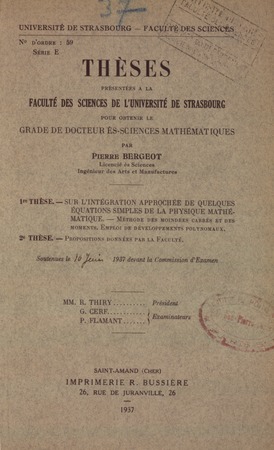 37
UNIVERSITÉ DE STRASBOURG — FACULTÉ DES SCIENCES
N° D'ORDRE : 59
SÉRIE E
THÈSES
PRÉSENTÉES A LA
FACULTÉ DES SCIENCES DE L'UNIVERSITÉ DE STRASBOURG
POUR OBTENIR LE
GRADE DE DOCTEUR ÈS-SCIENCES MATHÉMATIQUES
PAR
PIERRE BERGEOT
Licencié ès Sciences
Ingénieur des Arts et Manufactures
1re THÈSE. — SUR L'INTÉGRATION APPROCHÉE DE QUELQUES
ÉQUATIONS SIMPLES DE LA PHYSIQUE MATHÉ-
MATIQUE. — MÉTHODE DES MOINDRES CARRÉS ET DES
MOMENTS, EMPLOI DE DÉVELOPPEMENTS POLYNOMAUX.
2e THÈSE. — PROPOSITIONS DONNÉES PAR LA FACULTÉ.
Soutenues le 10 Juin 1937 devant la Commission d'Examen
MM. R. THIRY .......... Président
G. CERF ..........
P. FLAMANT ....... } Examinateurs
SAINT-AMAND (CHER)
IMPRIMERIE R. BUSSIÈRE
26, RUE DE JURANVILLE, 26
1937